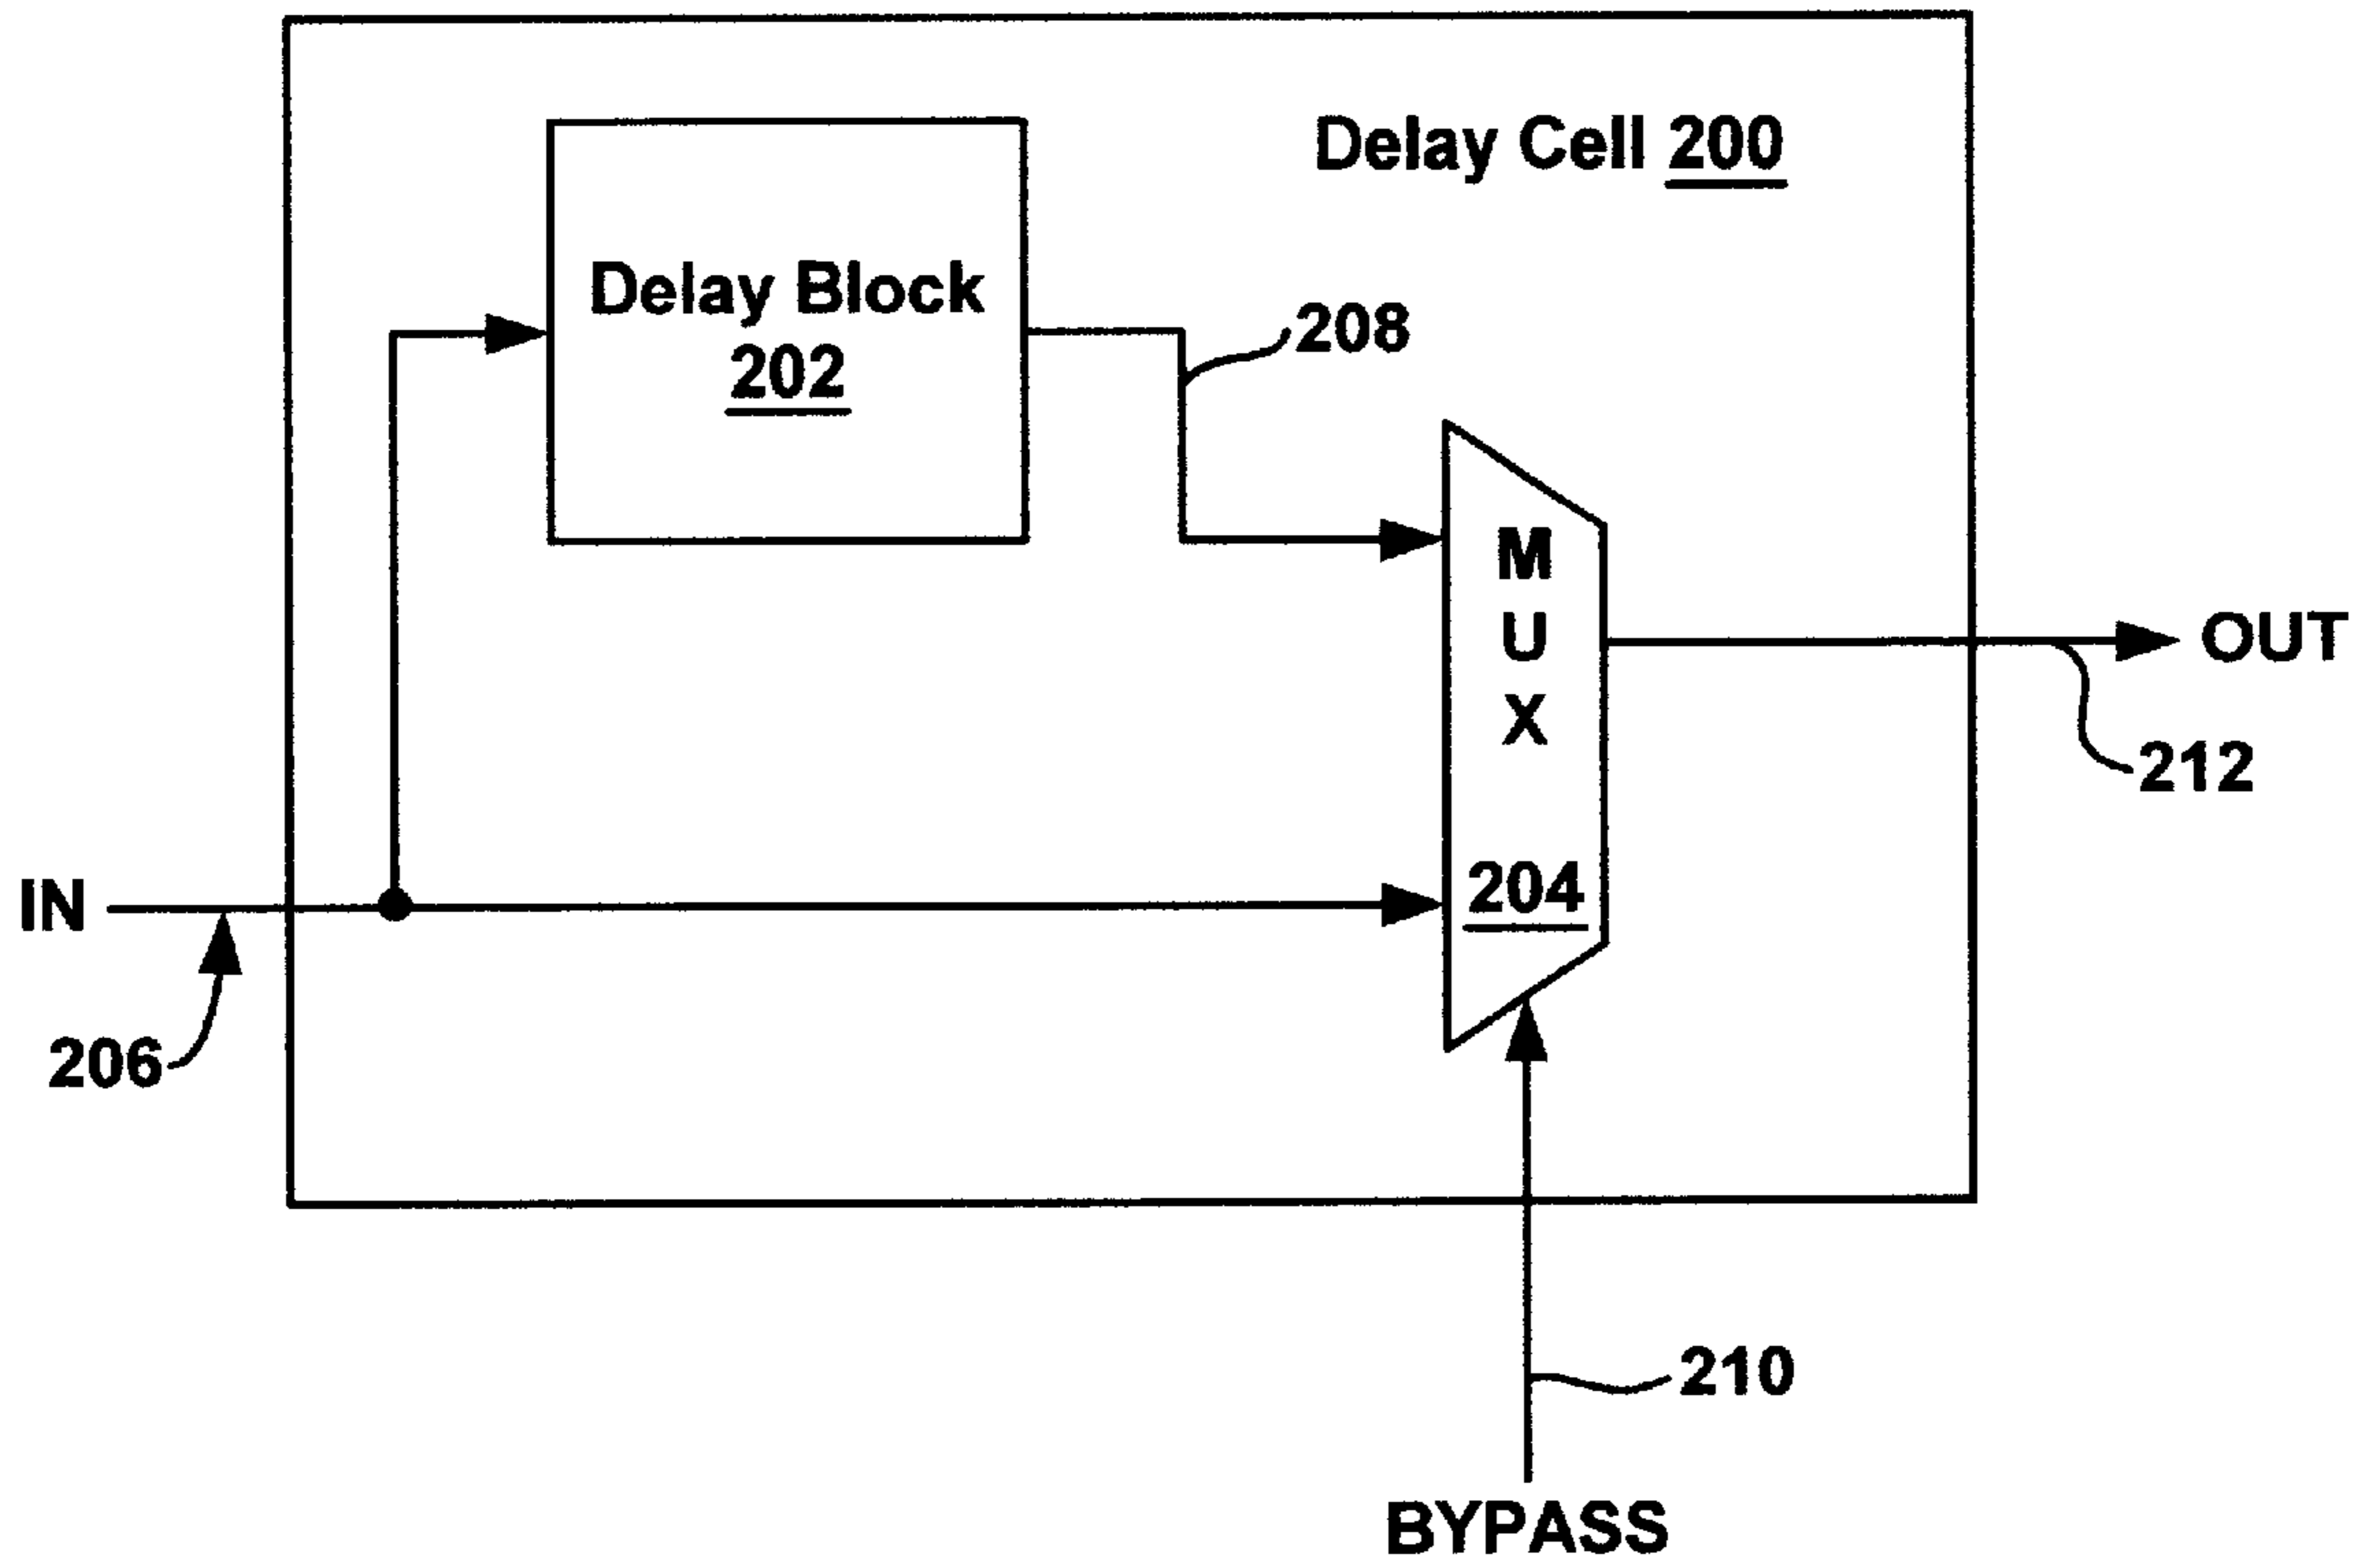 Delay Cell 200
Delay Block
202
208
M
U
X
OUT
212
204
IN
206
210
BYPASS